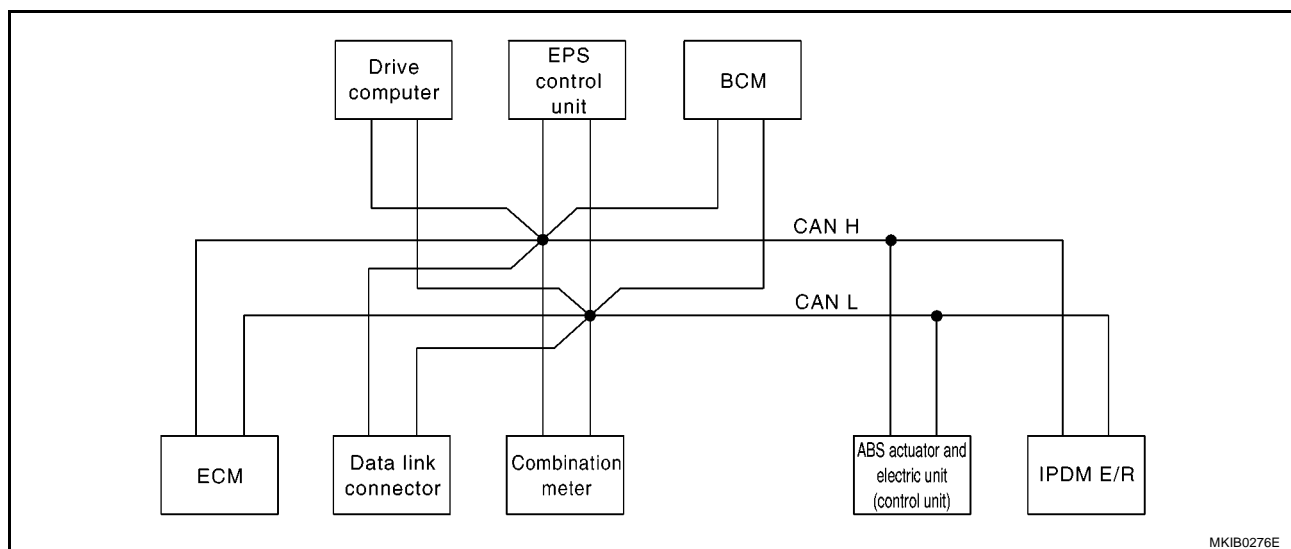 Drive
computer
EPS
control
unit
BCM
CAN H
CAN L
ECM
Data link
connector
Combination
meter
ABS actuator and
electric unit
(control unit)
IPDM E/R
MKIB0276E